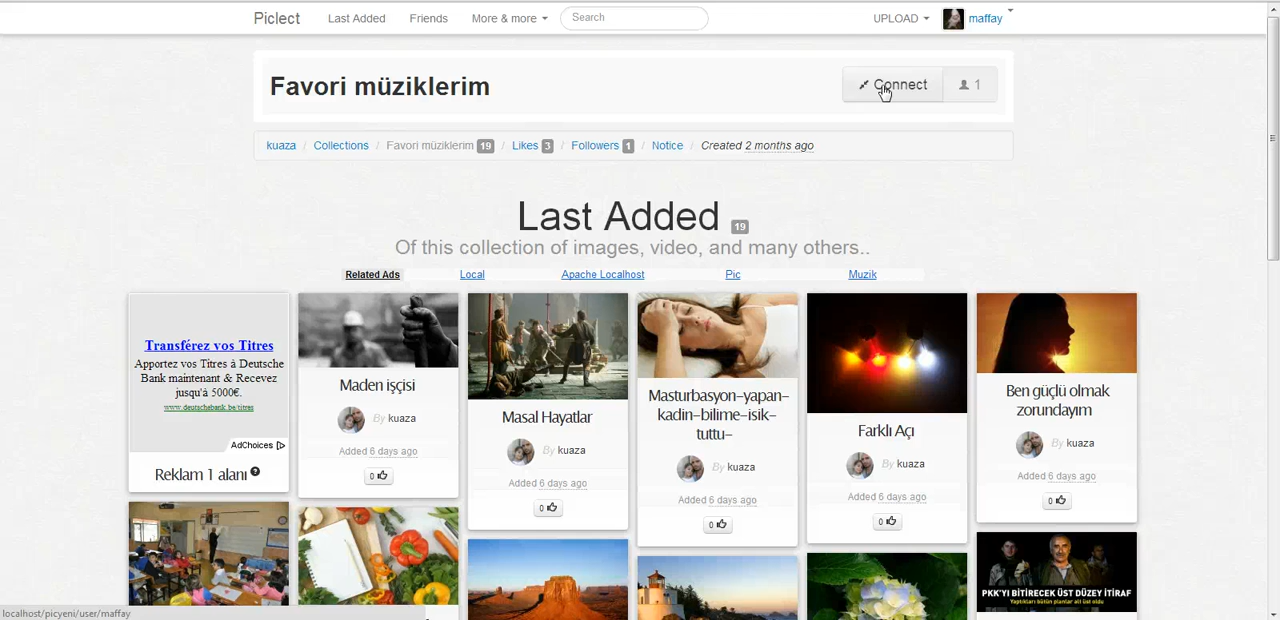 Piclect Last Added Friends More & more Search UPLOAD maffay
Favori müziklerim Connect 1
kuaza / Collections / Favori müziklerim 19 / Likes 3 / Followers 1 / Notice / Created 2 months ago
Last Added 19
Of this collection of images, video, and many others..
Related Ads Local Apache Localhost Pic Muzik
Transférez vos Titres
Apportez vos Titres à Deutsche
Bank maintenant & Recevez
jusqu'à 5000€.
www.deutschebank.be/titres
AdChoices
Reklam 1 alanı ?
Maden işçisi
By kuaza
Added 6 days ago
0
Masal Hayatlar
By kuaza
Added 6 days ago
0
Masturbasyon-yapan-
kadin-bilime-isik-
tuttu-
By kuaza
Added 6 days ago
0
Farklı Açı
By kuaza
Added 6 days ago
0
Ben güçlü olmak
zorundayım
By kuaza
Added 6 days ago
0
PKK'YI BİTİRECEK ÜST DÜZEY İTİRAF
localhost/picyeni/user/maffay